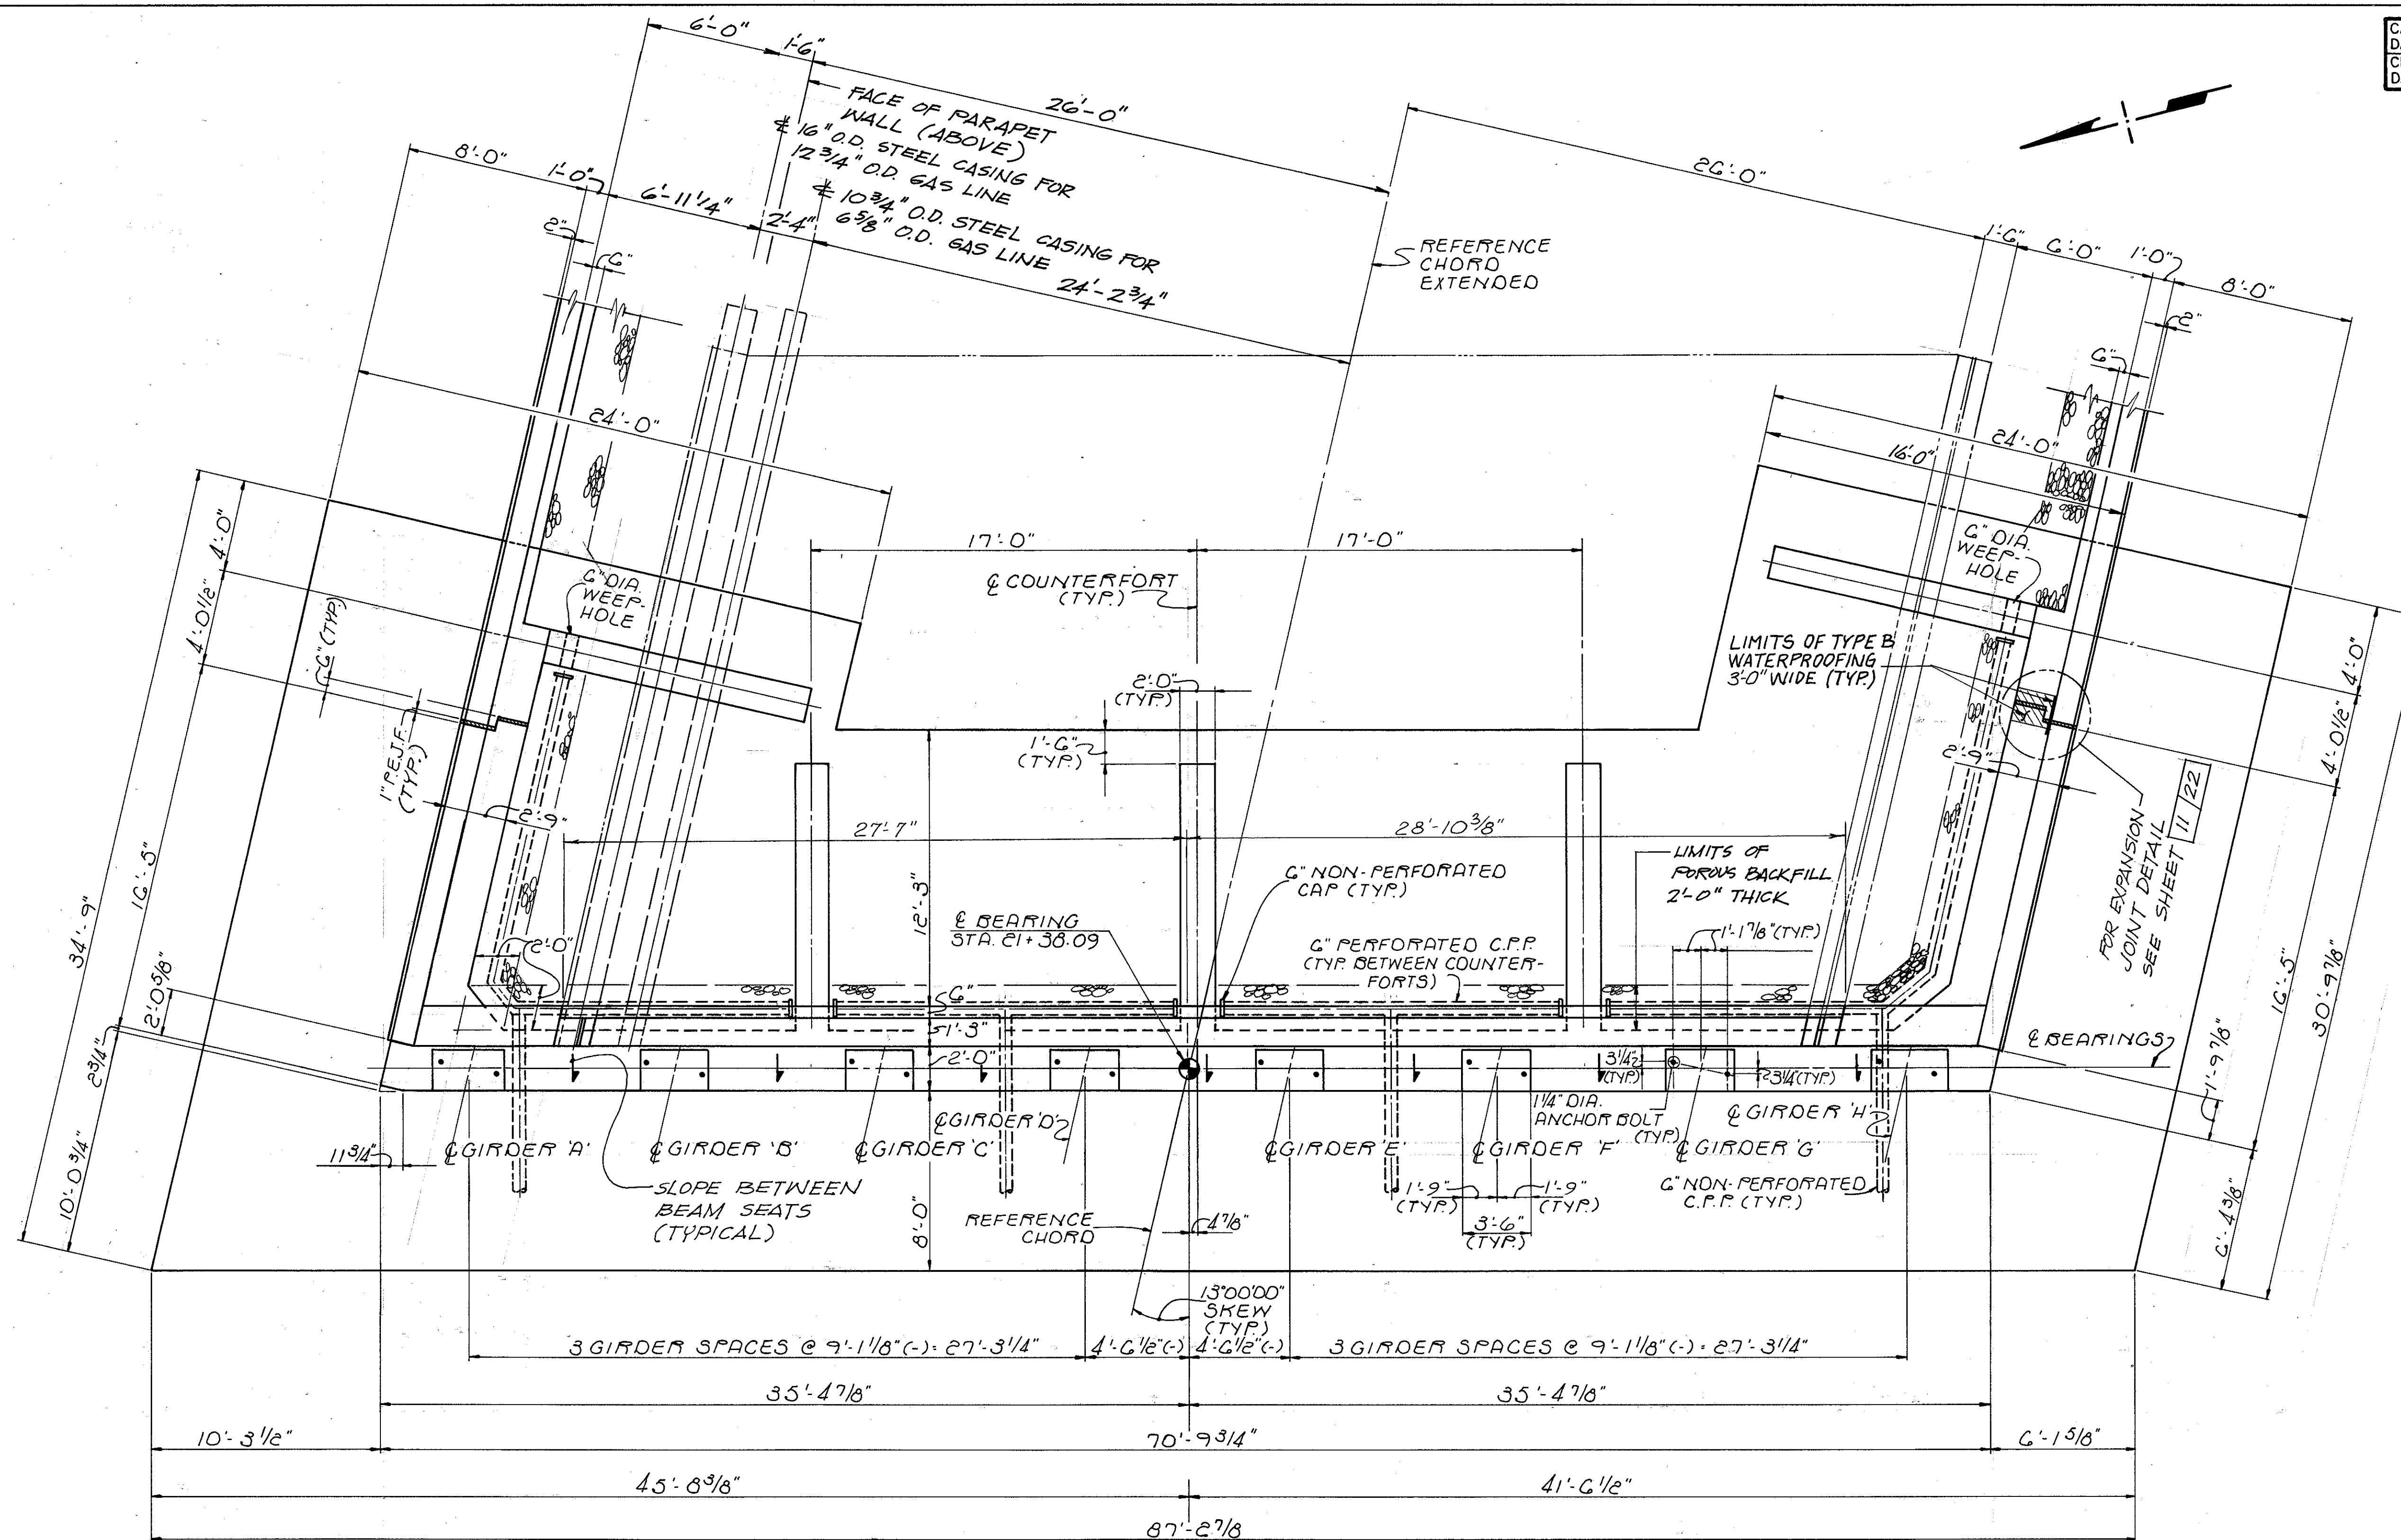 6'-0"
1'-6"
26'-0"
FACE OF PARAPET
WALL (ABOVE)
℄ 16" O.D. STEEL CASING FOR
12 3/4" O.D. GAS LINE
℄ 10 3/4" O.D. STEEL CASING FOR
6 5/8" O.D. GAS LINE
8'-0"
1'-0"
6'-11 1/4"
2'-4"
24'-2 3/4"
2"
6"
REFERENCE
CHORD
EXTENDED
26'-0"
1'-6"
6'-0"
1'-0"
8'-0"
2"
6"
24'-0"
24'-0"
16'-0"
4'-0"
4'-0 1/2"
6" (TYP.)
1" P.E.J.F.
(TYP.)
16'-5"
34'-9"
2'-0 5/8"
2 3/4"
10'-0 3/4"
6" DIA.
WEEP-
HOLE
17'-0"
17'-0"
℄ COUNTERFORT
(TYP.)
2'-0"
(TYP.)
1'-6"
(TYP.)
6" DIA.
WEEP-
HOLE
LIMITS OF TYPE B
WATERPROOFING
3'-0" WIDE (TYP.)
2'-9"
2'-9"
4'-0"
4'-0 1/2"
FOR EXPANSION
JOINT DETAIL
SEE SHEET 11/22
16'-5"
30'-9 7/8"
1'-9 7/8"
6'-4 3/8"
27'-7"
28'-10 3/8"
12'-3"
6" NON-PERFORATED
CAP (TYP.)
LIMITS OF
POROUS BACKFILL
2'-0" THICK
℄ BEARING
STA. 21+38.09
6" PERFORATED C.P.P.
(TYP. BETWEEN COUNTER-
FORTS)
1'-1 7/8" (TYP.)
2'-0"
6"
1'-3"
2'-0"
℄ BEARINGS
3 1/4"
(TYP.)
3 1/4" (TYP.)
1 1/4" DIA.
ANCHOR BOLT
(TYP.)
11 3/4"
℄ GIRDER 'A'
℄ GIRDER 'B'
℄ GIRDER 'C'
℄ GIRDER 'D'
℄ GIRDER 'E'
℄ GIRDER 'F'
℄ GIRDER 'G'
℄ GIRDER 'H'
SLOPE BETWEEN
BEAM SEATS
(TYPICAL)
8'-0"
REFERENCE
CHORD
4 7/8"
1'-9"
(TYP.)
1'-9"
(TYP.)
3'-6"
(TYP.)
6" NON-PERFORATED
C.P.P. (TYP.)
13°00'00"
SKEW
(TYP.)
3 GIRDER SPACES @ 9'-1 1/8" (-) = 27'-3 1/4"
4'-6 1/2" (-)
4'-6 1/2" (-)
3 GIRDER SPACES @ 9'-1 1/8" (-) = 27'-3 1/4"
35'-4 7/8"
35'-4 7/8"
10'-3 1/2"
70'-9 3/4"
6'-1 5/8"
45'-8 3/8"
41'-6 1/2"
87'-2 7/8